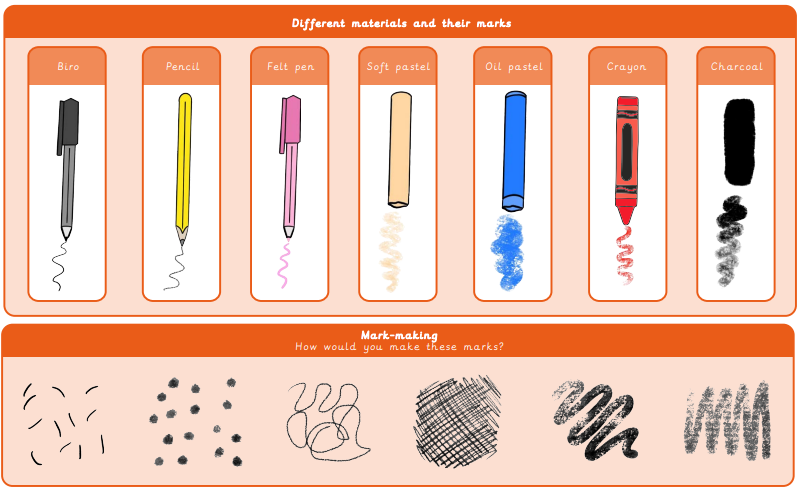 Different materials and their marks
Biro
Pencil
Felt pen
Soft pastel
Oil pastel
Crayon
Charcoal
Mark-making
How would you make these marks?